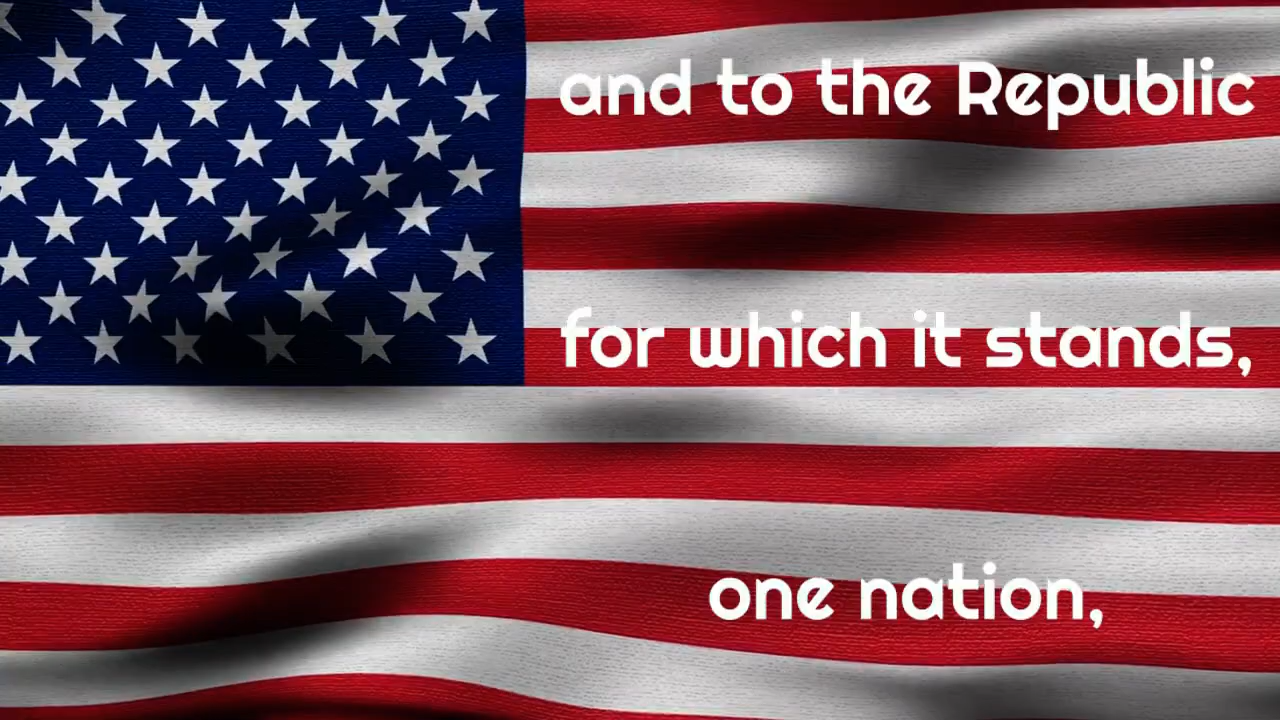 and to the Republic
for which it stands,
one nation,